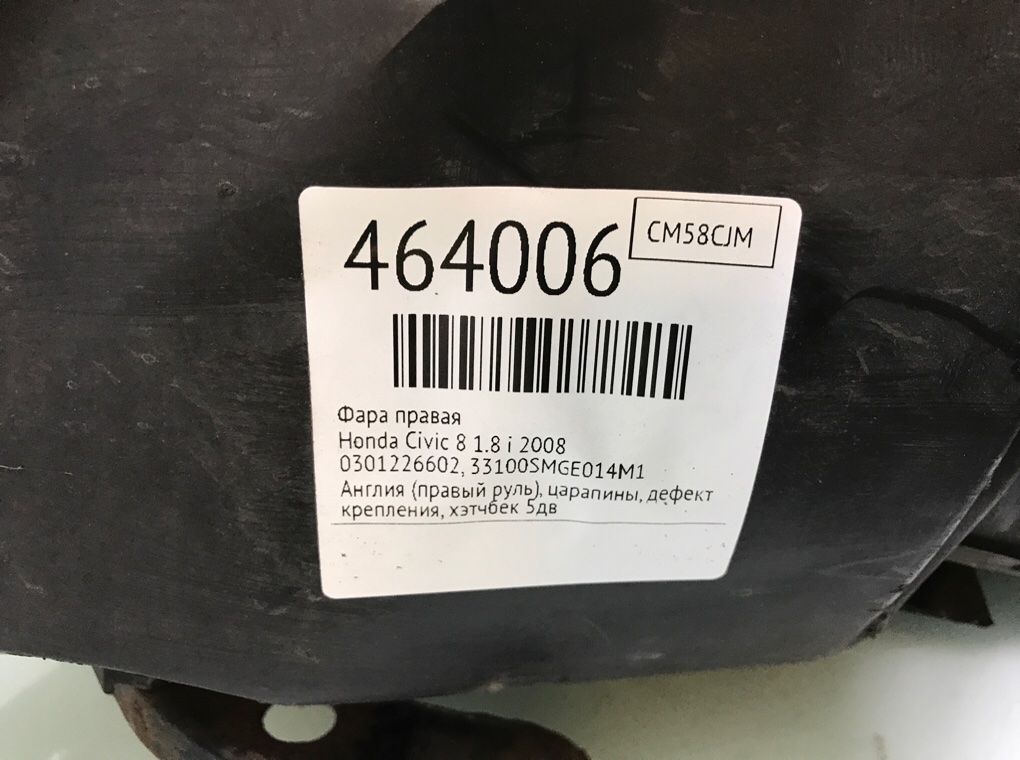 464006
CM58CJM
Фара правая
Honda Civic 8 1.8 i 2008
0301226602, 33100SMGE014M1
Англия (правый руль), царапины, дефект
крепления, хэтчбек 5дв